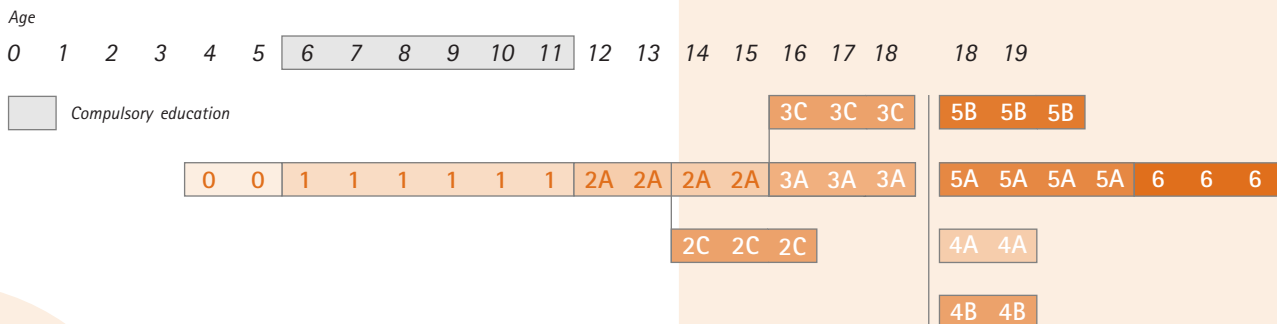 Age
0 1 2 3 4 5 6 7 8 9 10 11 12 13 14 15 16 17 18 18 19
Compulsory education
3C 3C 3C 5B 5B 5B
0 0 1 1 1 1 1 1 2A 2A 2A 2A 3A 3A 3A 5A 5A 5A 5A 6 6 6
2C 2C 2C 4A 4A
4B 4B